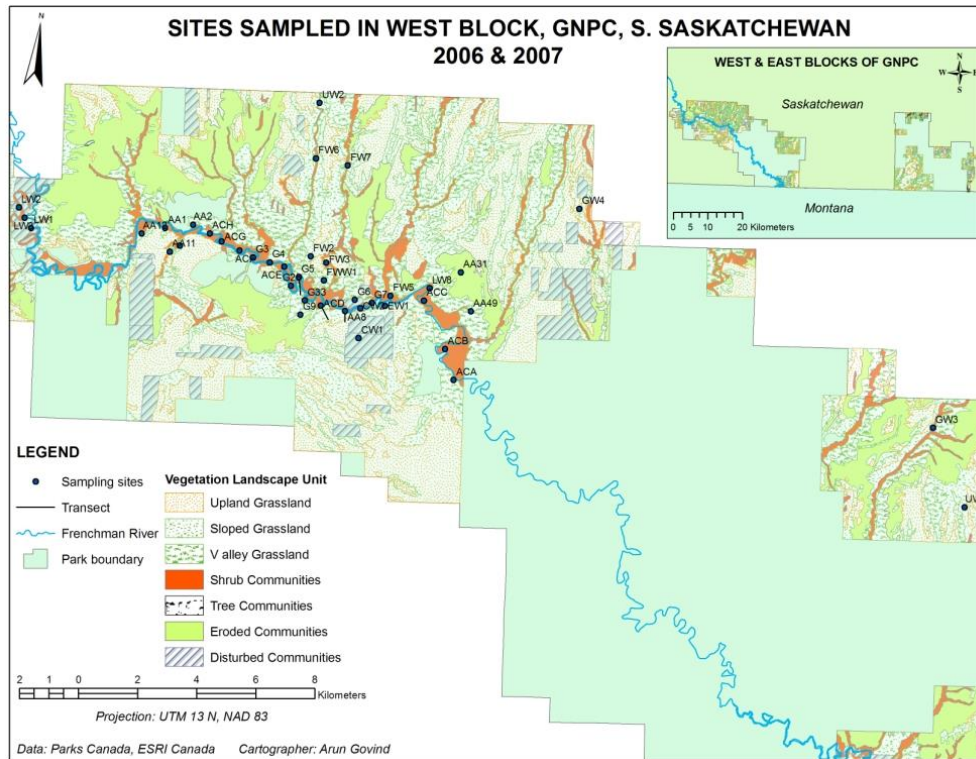 SITES SAMPLED IN WEST BLOCK, GNPC, S. SASKATCHEWAN
2006 & 2007
WEST & EAST BLOCKS OF GNPC
N
W
S
Saskatchewan
Montana
0 5 10 20 Kilometers
UW2
FW6
FW7
GW4
LW2
LW1
AA1
AA2
ACH
ACG
AA11
G3
G4
ACE
G2
G5
FW2
FW3
FWW1
G33
ACD
G6
G7
FW5
LW8
ACC
AA31
AA49
AA8
EW1
CW1
ACB
ACA
GW3
LEGEND
Sampling sites
Transect
Frenchman River
Park boundary
Vegetation Landscape Unit
Upland Grassland
Sloped Grassland
V alley Grassland
Shrub Communities
Tree Communities
Eroded Communities
Disturbed Communities
2 1 0 2 4 6 8
Kilometers
Projection: UTM 13 N, NAD 83
Data: Parks Canada, ESRI Canada Cartographer: Arun Govind